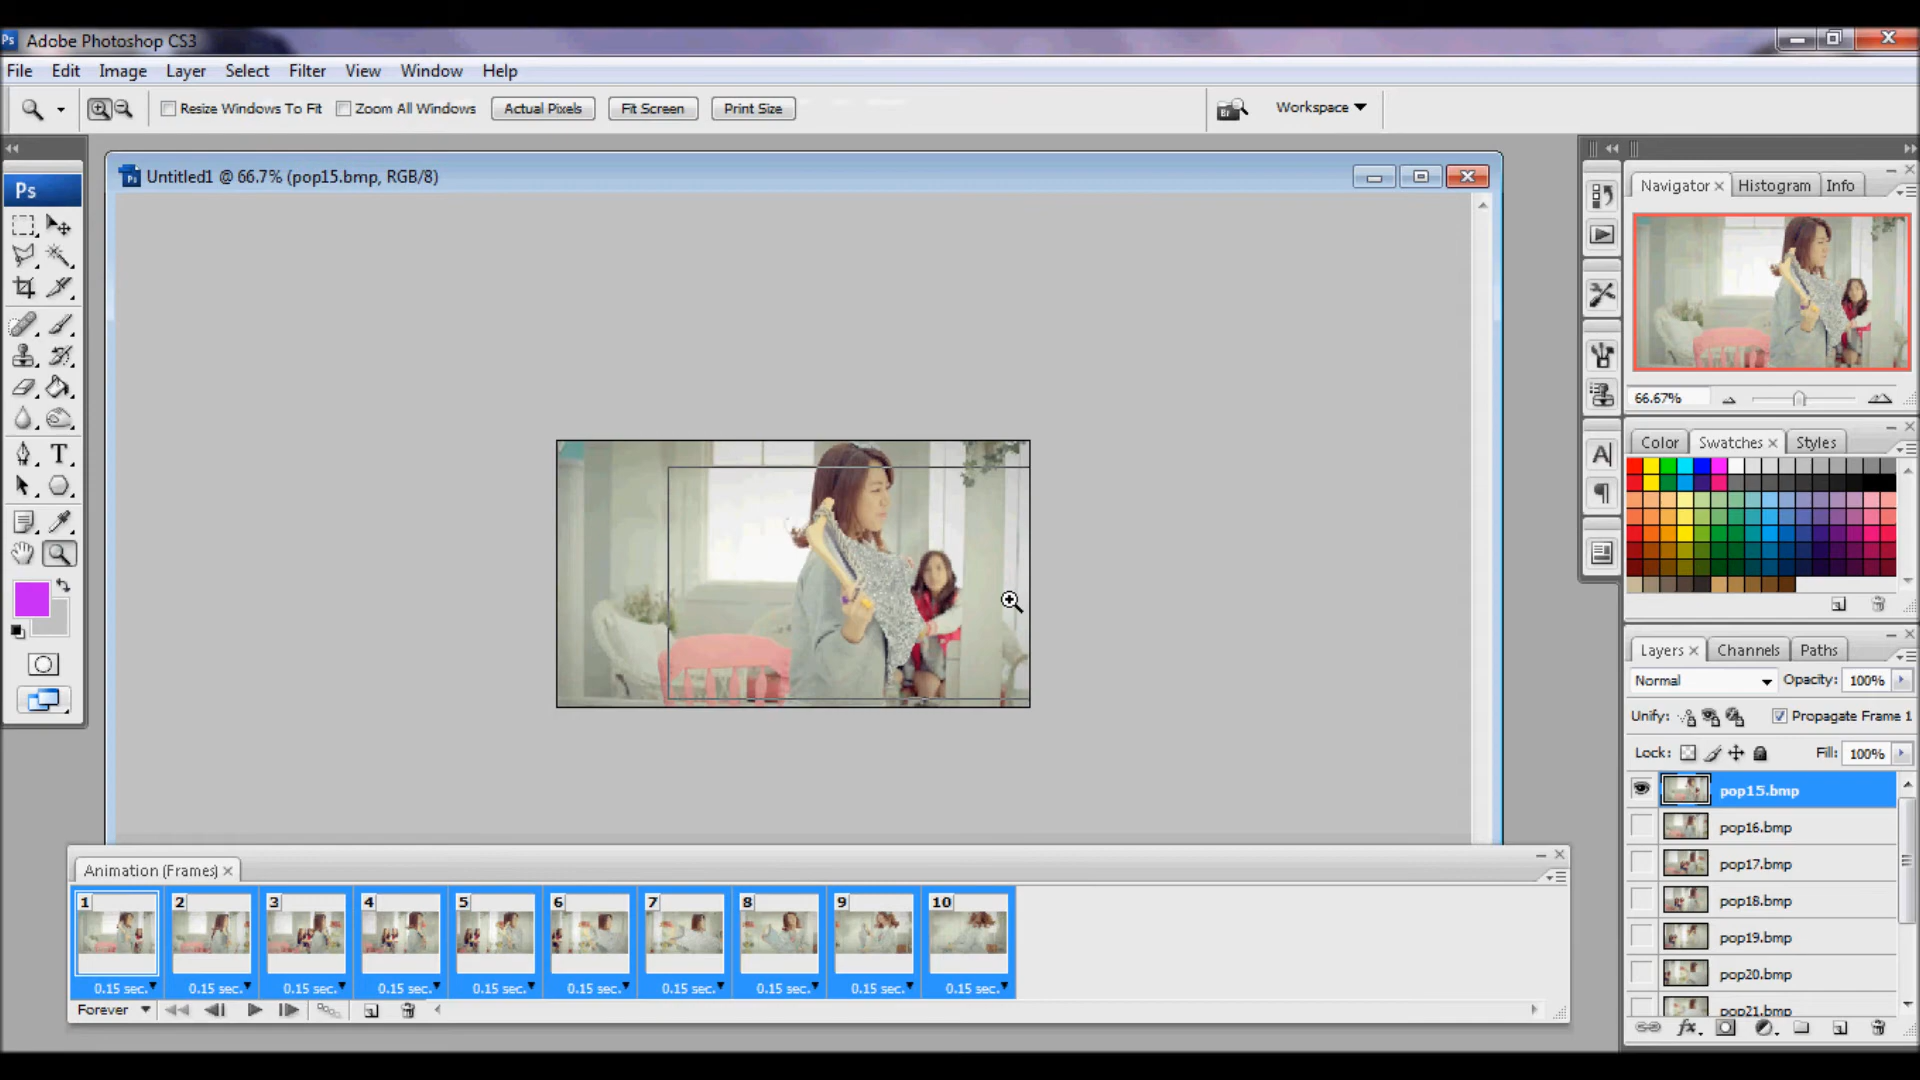 Ps Adobe Photoshop CS3
File Edit Image Layer Select Filter View Window Help
Resize Windows To Fit Zoom All Windows Actual Pixels Fit Screen Print Size Br Workspace
Ps Untitled1 @ 66.7% (pop15.bmp, RGB/8)
Ps
Navigator Histogram Info
66.67%
Color Swatches Styles
Layers Channels Paths
Normal Opacity: 100%
Unify: Propagate Frame 1
Lock: Fill: 100%
pop15.bmp
pop16.bmp
pop17.bmp
pop18.bmp
pop19.bmp
pop20.bmp
pop21.bmp
Animation (Frames)
1 2 3 4 5 6 7 8 9 10
0.15 sec. 0.15 sec. 0.15 sec. 0.15 sec. 0.15 sec. 0.15 sec. 0.15 sec. 0.15 sec. 0.15 sec. 0.15 sec.
Forever